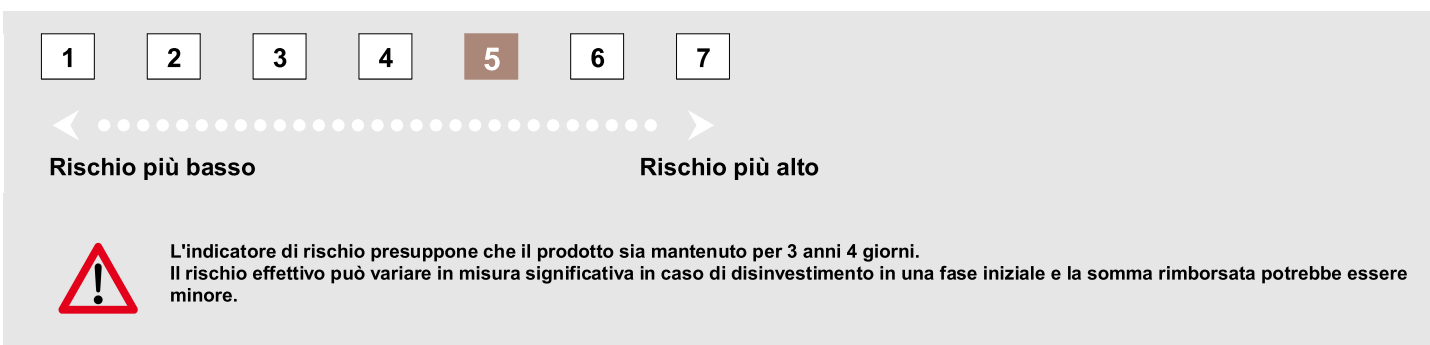 1 2 3 4 5 6 7
Rischio più basso Rischio più alto
L'indicatore di rischio presuppone che il prodotto sia mantenuto per 3 anni 4 giorni.
Il rischio effettivo può variare in misura significativa in caso di disinvestimento in una fase iniziale e la somma rimborsata potrebbe essere
minore.